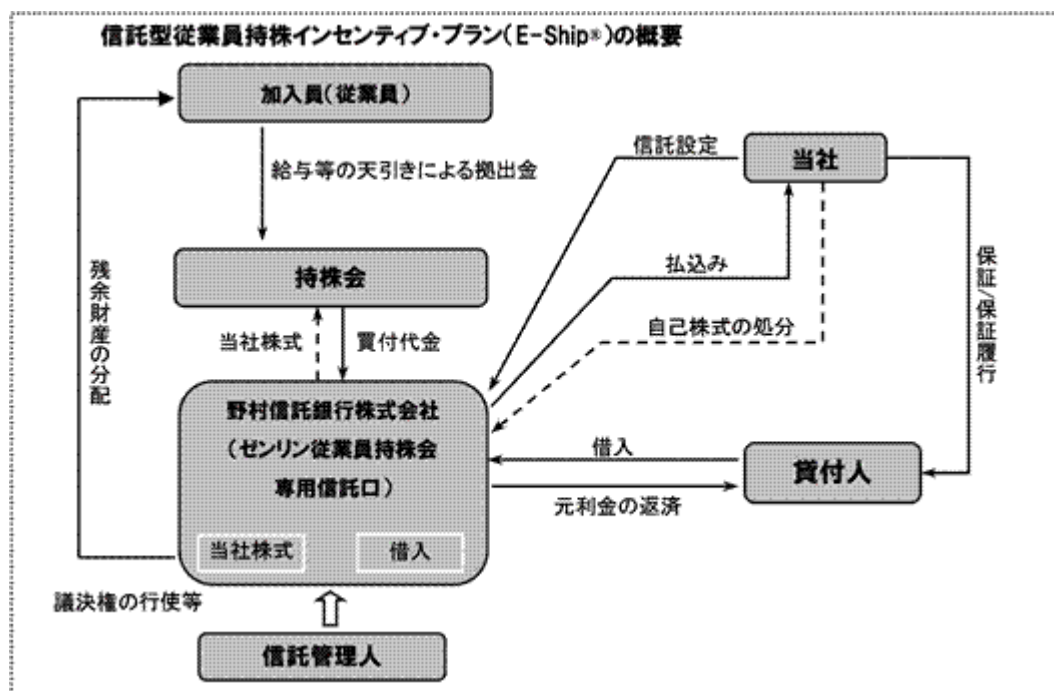 信託型従業員持株インセンティブ・プラン(E-Ship®)の概要
加入員(従業員)
給与等の天引きによる拠出金
信託設定
当社
持株会
払込み
保証/保証履行
残余財産の分配
当社株式
買付代金
自己株式の処分
野村信託銀行株式会社
(ゼンリン従業員持株会
専用信託口)
借入
貸付人
元利金の返済
当社株式
借入
議決権の行使等
信託管理人